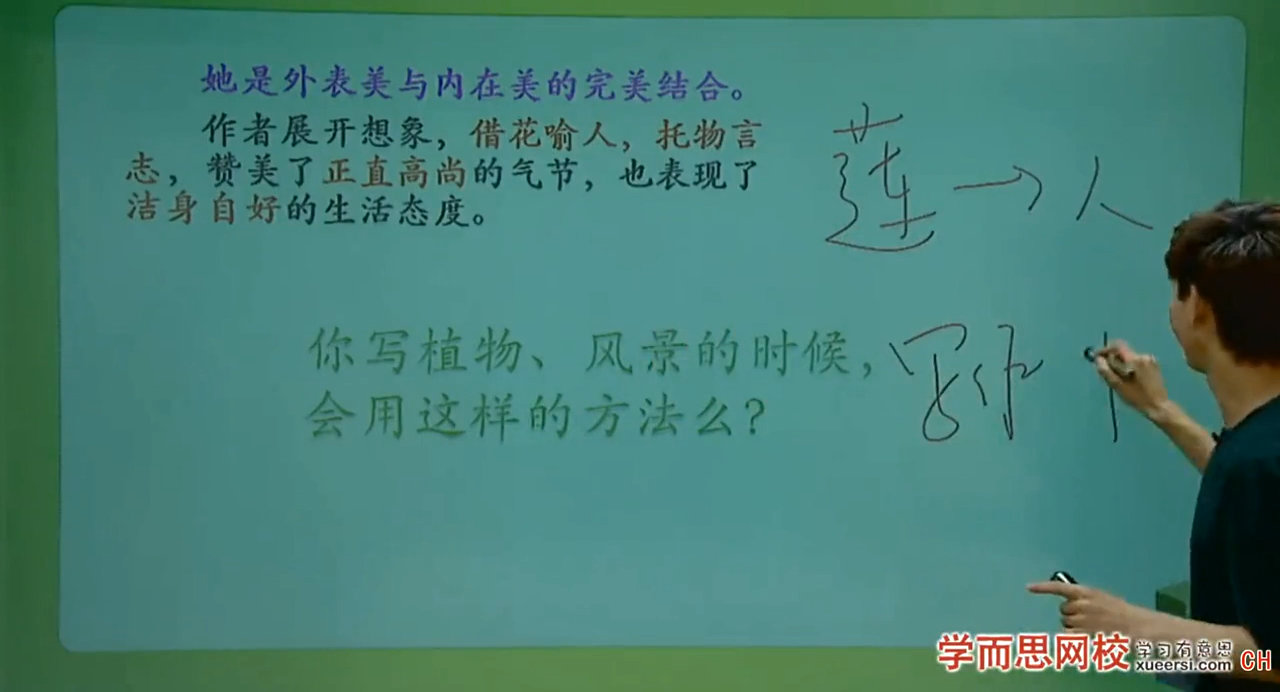 她是外表美与内在美的完美结合。
作者展开想象，借花喻人，托物言
志，赞美了正直高尚的气节，也表现了
洁身自好的生活态度。
莲→人
你写植物、风景的时候，
会用这样的方法么？
写作
学而思网校
学习有意思
xueersi.com
CH